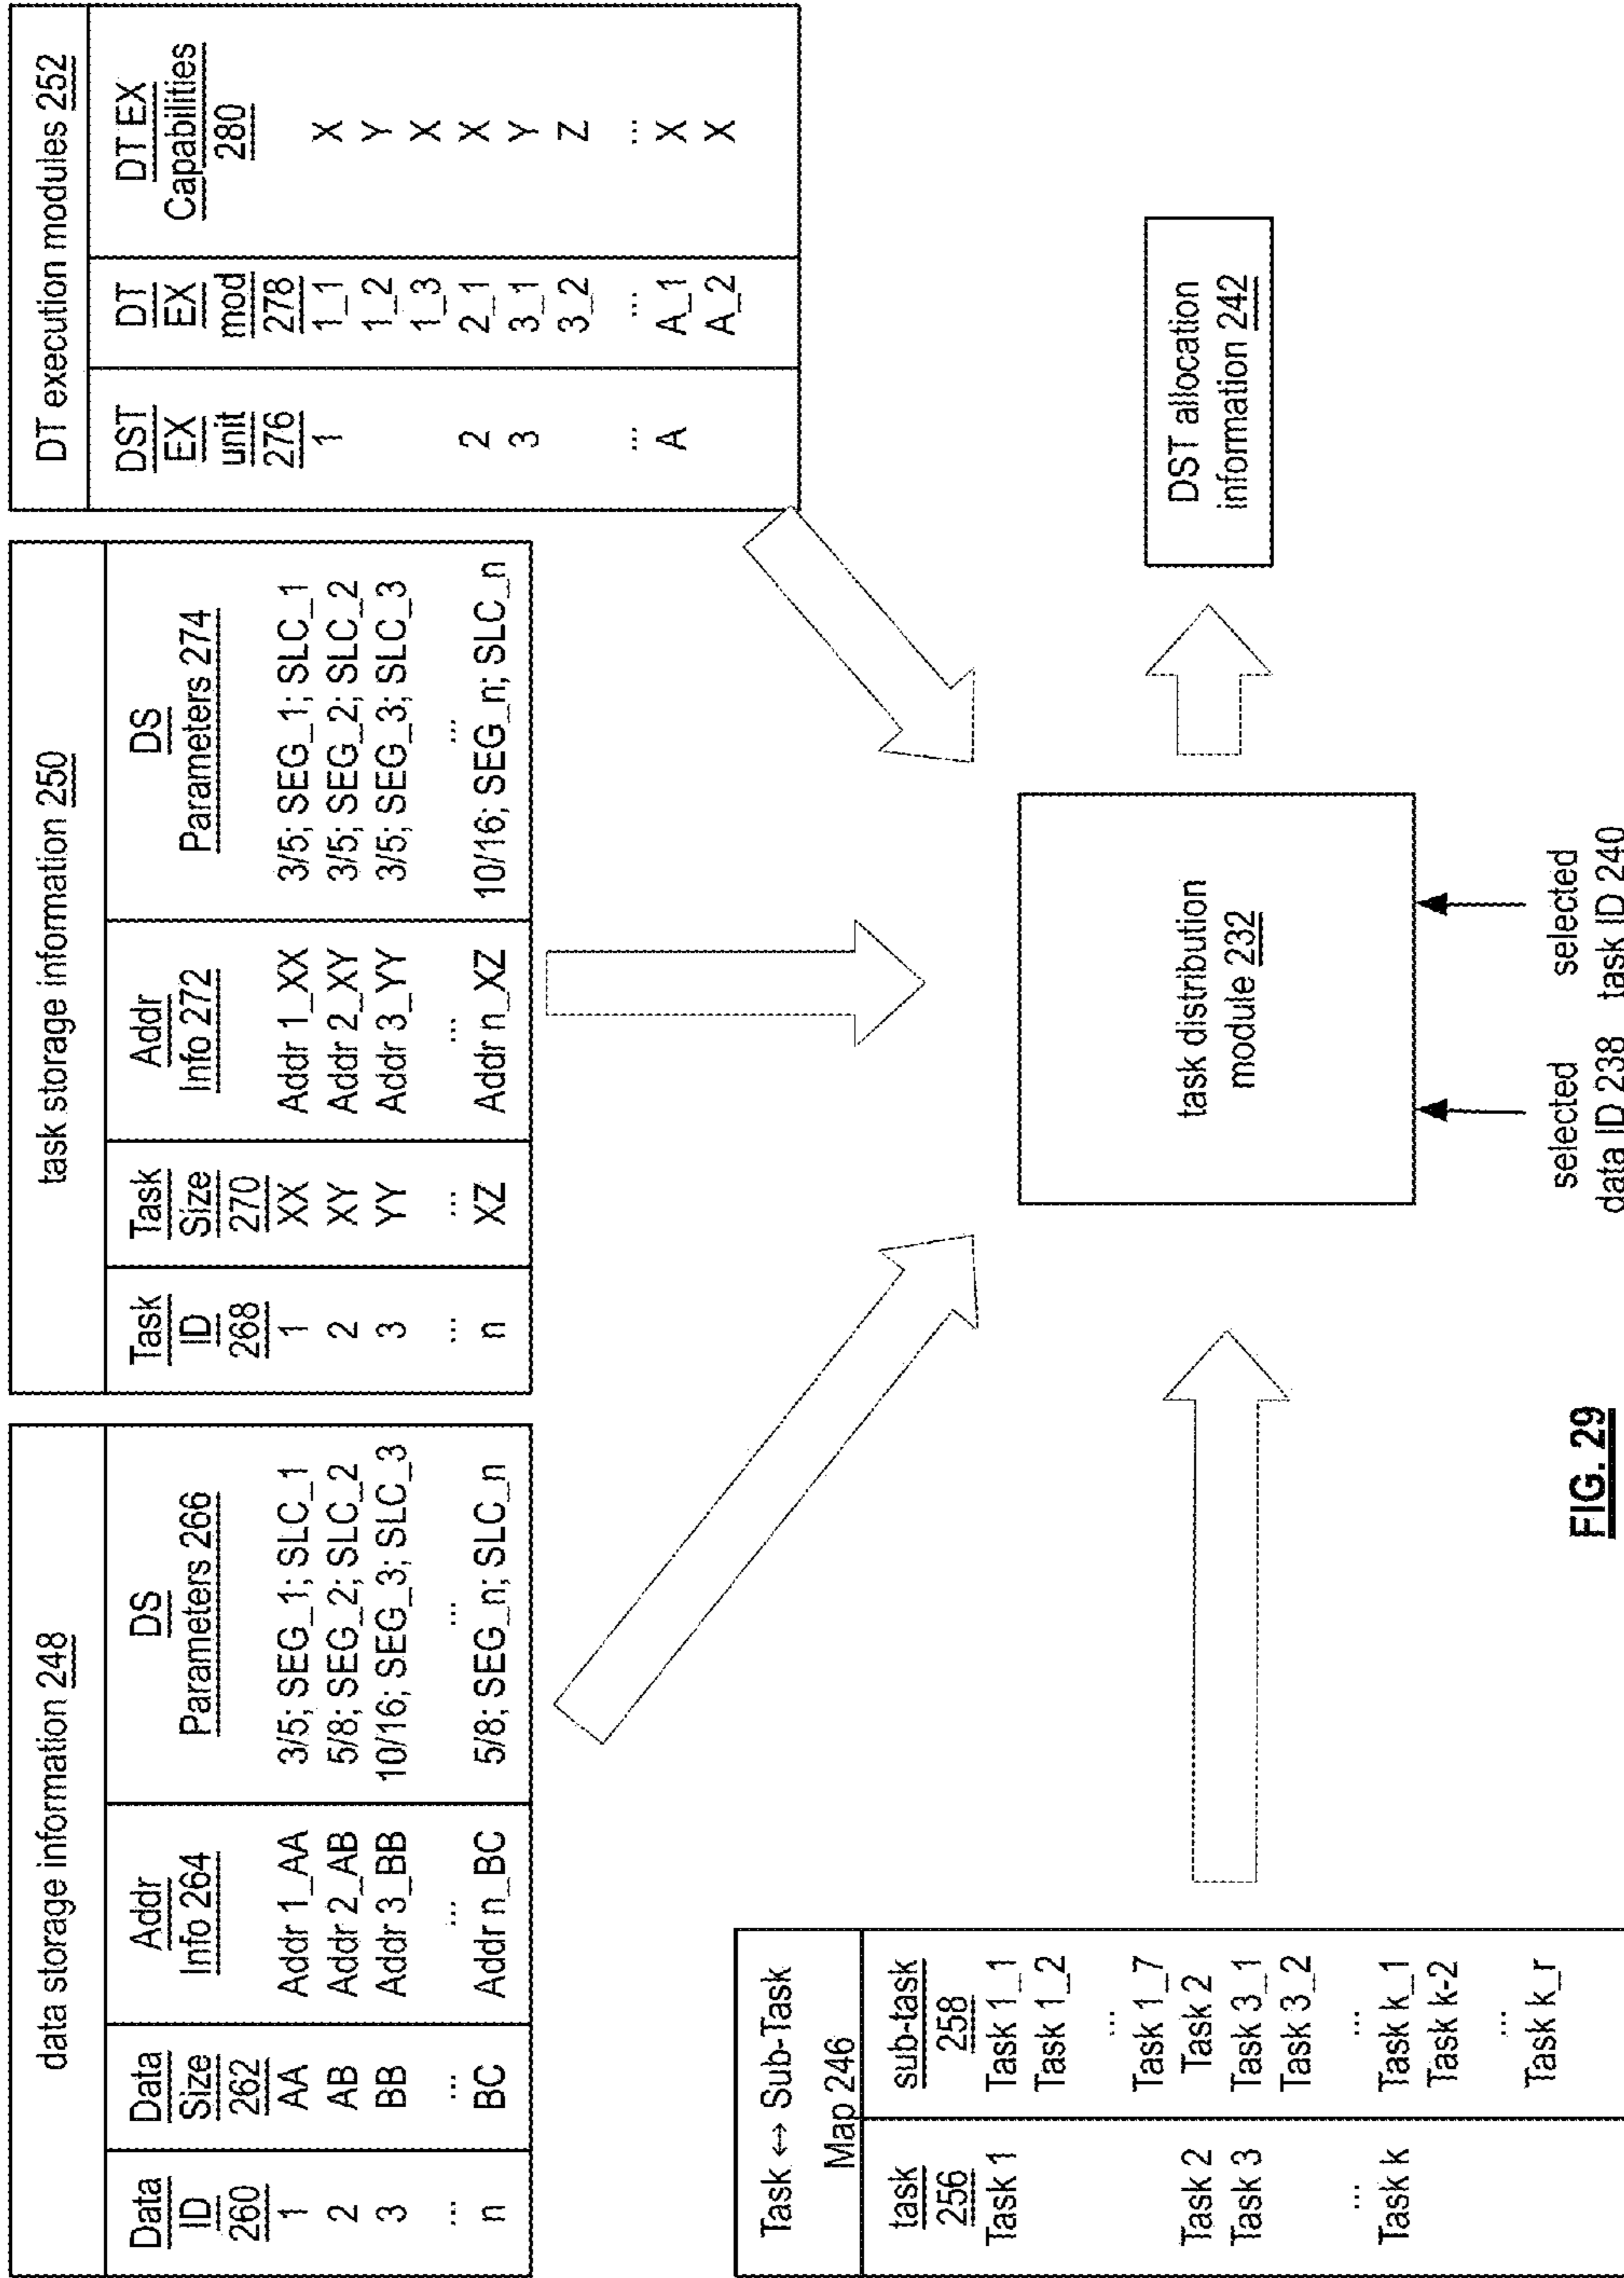 data storage information 248
Data ID 260 | Data Size 262 | Addr Info 264 | DS Parameters 266
1 | AA | Addr 1_AA | 3/5; SEG_1; SLC_1
2 | AB | Addr 2_AB | 5/8; SEG_2; SLC_2
3 | BB | Addr 3_BB | 10/16; SEG_3; SLC_3
... | ... | ... | ...
n | BC | Addr n_BC | 5/8; SEG_n; SLC_n
task storage information 250
Task ID 268 | Task Size 270 | Addr Info 272 | DS Parameters 274
1 | XX | Addr 1_XX | 3/5; SEG_1; SLC_1
2 | XY | Addr 2_XY | 3/5; SEG_2; SLC_2
3 | YY | Addr 3_YY | 3/5; SEG_3; SLC_3
... | ... | ... | ...
n | XZ | Addr n_XZ | 10/16; SEG_n; SLC_n
DT execution modules 252
DST EX unit 276 | DT EX mod 278 | DT EX Capabilities 280
1 | 1_1 | X
1_2 | Y
1_3 | X
2 | 2_1 | X
3 | 3_1 | Y
3_2 | Z
... | ... | ...
A | A_1 | X
A_2 | X
Task ↔ Sub-Task
Map 246
task 256 | sub-task 258
Task 1 | Task 1_1
Task 1_2
...
Task 1_7
Task 2 | Task 2
Task 3 | Task 3_1
Task 3_2
... | ...
Task k | Task k_1
Task k-2
...
Task k_r
task distribution
module 232
DST allocation
information 242
selected
data ID 238
selected
task ID 240
FIG. 29